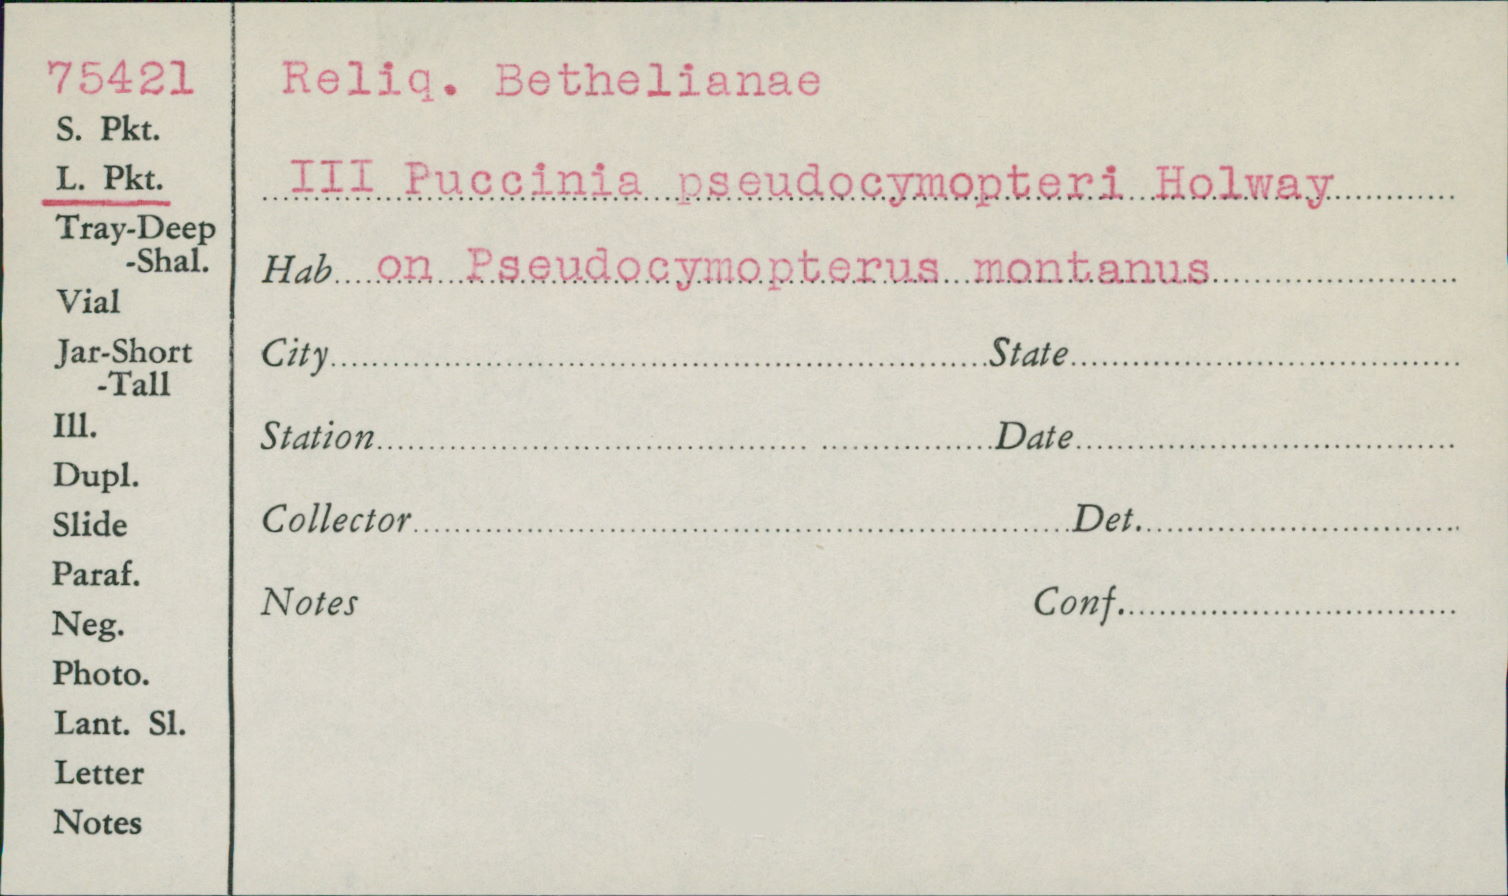 75421
S. Pkt.
L. Pkt.
Tray-Deep
-Shal.
Vial
Jar-Short
-Tall
Ill.
Dupl.
Slide
Paraf.
Neg.
Photo.
Lant. Sl.
Letter
Notes
Reliq. Bethelianae
III Puccinia pseudocymopteri Holway
Hab. on Pseudocymopterus montanus
City State
Station Date
Collector Det.
Notes Conf.